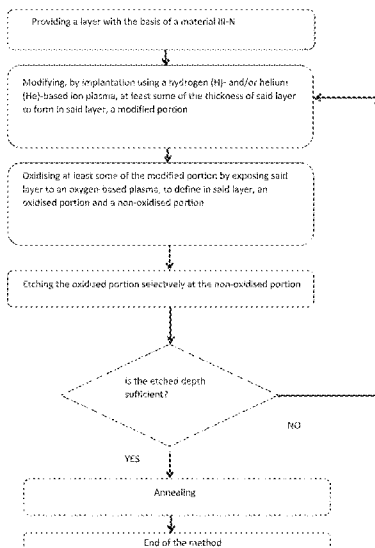 Providing a layer with the basis of a material III-N
Modifying, by implantation using a hydrogen (H)- and/or helium
(He)-based ion plasma, at least some of the thickness of said layer
to form in said layer, a modified portion
Oxidising at least some of the modified portion by exposing said
layer to an oxygen-based plasma, to define in said layer, an
oxidised portion and a non-oxidised portion
Etching the oxidised portion selectively at the non-oxidised portion
is the etched depth
sufficient?
NO
YES
Annealing
End of the method